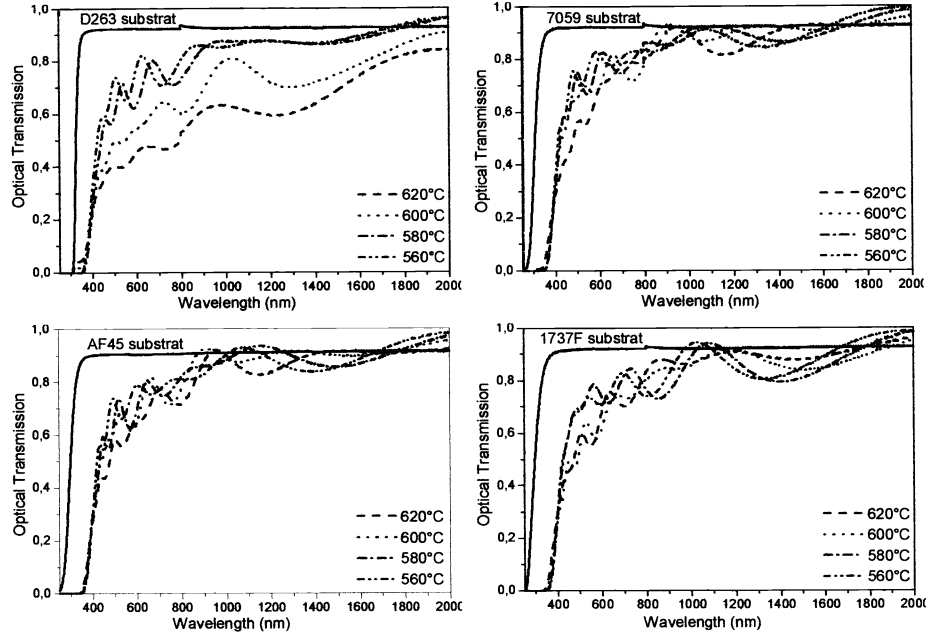 D263 substrat
1,0
0,8
0,6
0,4
0,2
0,0
Optical Transmission
620°C
600°C
580°C
560°C
400 600 800 1000 1200 1400 1600 1800 2000
Wavelength (nm)
7059 substrat
1,0
0,8
0,6
0,4
0,2
0,0
Optical Transmission
620°C
600°C
580°C
560°C
400 600 800 1000 1200 1400 1600 1800 2000
Wavelength (nm)
AF45 substrat
1,0
0,8
0,6
0,4
0,2
0,0
Optical Transmission
620°C
600°C
580°C
560°C
400 600 800 1000 1200 1400 1600 1800 2000
Wavelength (nm)
1737F substrat
1,0
0,8
0,6
0,4
0,2
0,0
Optical Transmission
620°C
600°C
580°C
560°C
400 600 800 1000 1200 1400 1600 1800 2000
Wavelength (nm)